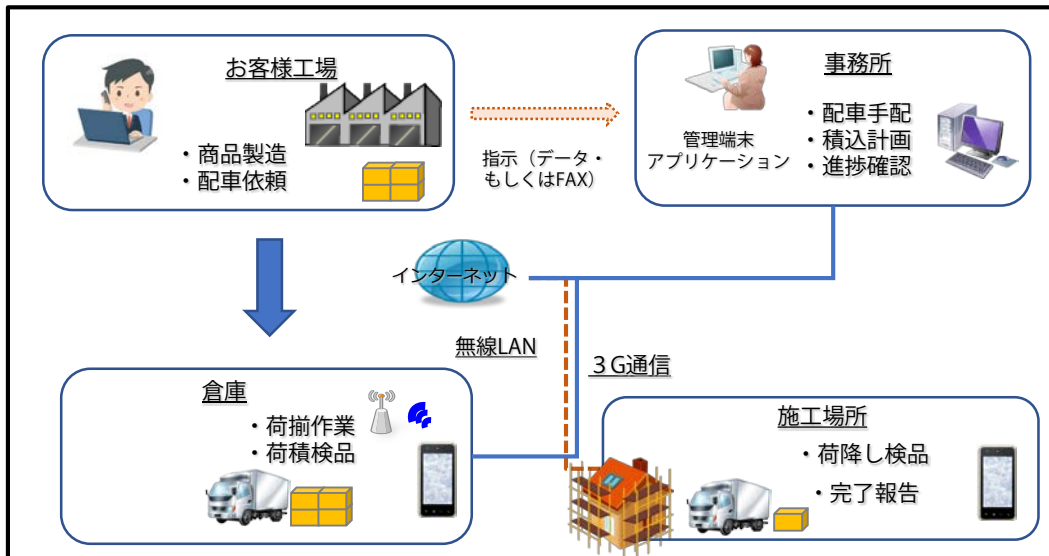 お客様工場
・商品製造
・配車依頼
指示（データ・
もしくはFAX）
事務所
管理端末
アプリケーション
・配車手配
・積込計画
・進捗確認
インターネット
無線LAN
３G通信
倉庫
・荷揃作業
・荷積検品
施工場所
・荷降し検品
・完了報告